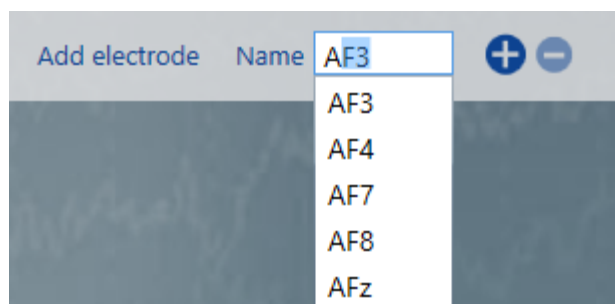 Add electrode Name AF3
AF3
AF4
AF7
AF8
AFz